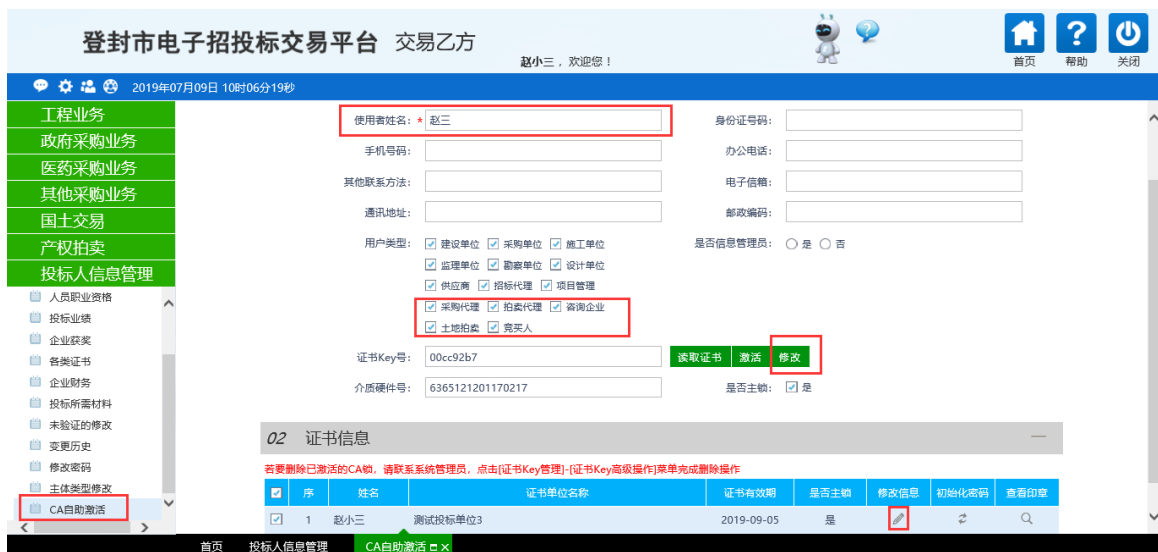 登封市电子招投标交易平台 交易乙方
赵小三，欢迎您！
首页 帮助 关闭
2019年07月09日 10时06分19秒
工程业务
政府采购业务
医药采购业务
其他采购业务
国土交易
产权拍卖
投标人信息管理
人员职业资格
投标业绩
企业获奖
各类证书
企业财务
投标所需材料
未验证的修改
变更历史
修改密码
主体类型修改
CA自助激活
使用者姓名：* 赵三 身份证号码：
手机号码： 办公电话：
其他联系方法： 电子信箱：
通讯地址： 邮政编码：
用户类型： 建设单位 采购单位 施工单位 是否信息管理员： 是 否
监理单位 勘察单位 设计单位
供应商 招标代理 项目管理
采购代理 拍卖代理 咨询企业
土地拍卖 竞买人
证书Key号： 00cc92b7 读取证书 激活 修改
介质硬件号： 6365121201170217 是否主锁： 是
02 证书信息
若要删除已激活的CA锁，请联系系统管理员，点击[证书Key管理]-[证书Key高级操作]菜单完成删除操作
序 姓名 证书单位名称 证书有效期 是否主锁 修改信息 初始化密码 查看印章
1 赵小三 测试投标单位3 2019-09-05 是
首页 投标人信息管理 CA自助激活